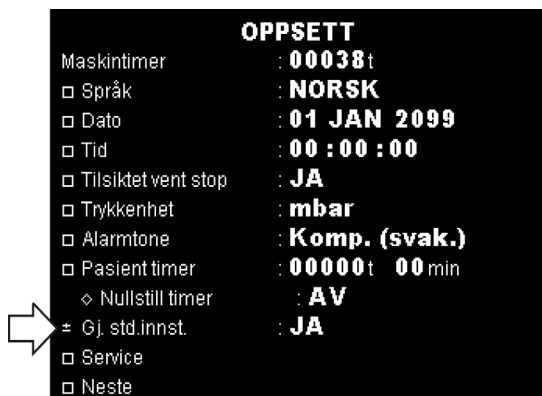 OPPSETT
Maskintimer : 00038t
□ Språk : NORSK
□ Dato : 01 JAN 2099
□ Tid : 00:00:00
□ Tilsiktet vent stop : JA
□ Trykkenhet : mbar
□ Alarmtone : Komp. (svak.)
□ Pasient timer : 00000t 00min
◇ Nullstill timer : AV
± Gj. std.innst. : JA
□ Service
□ Neste